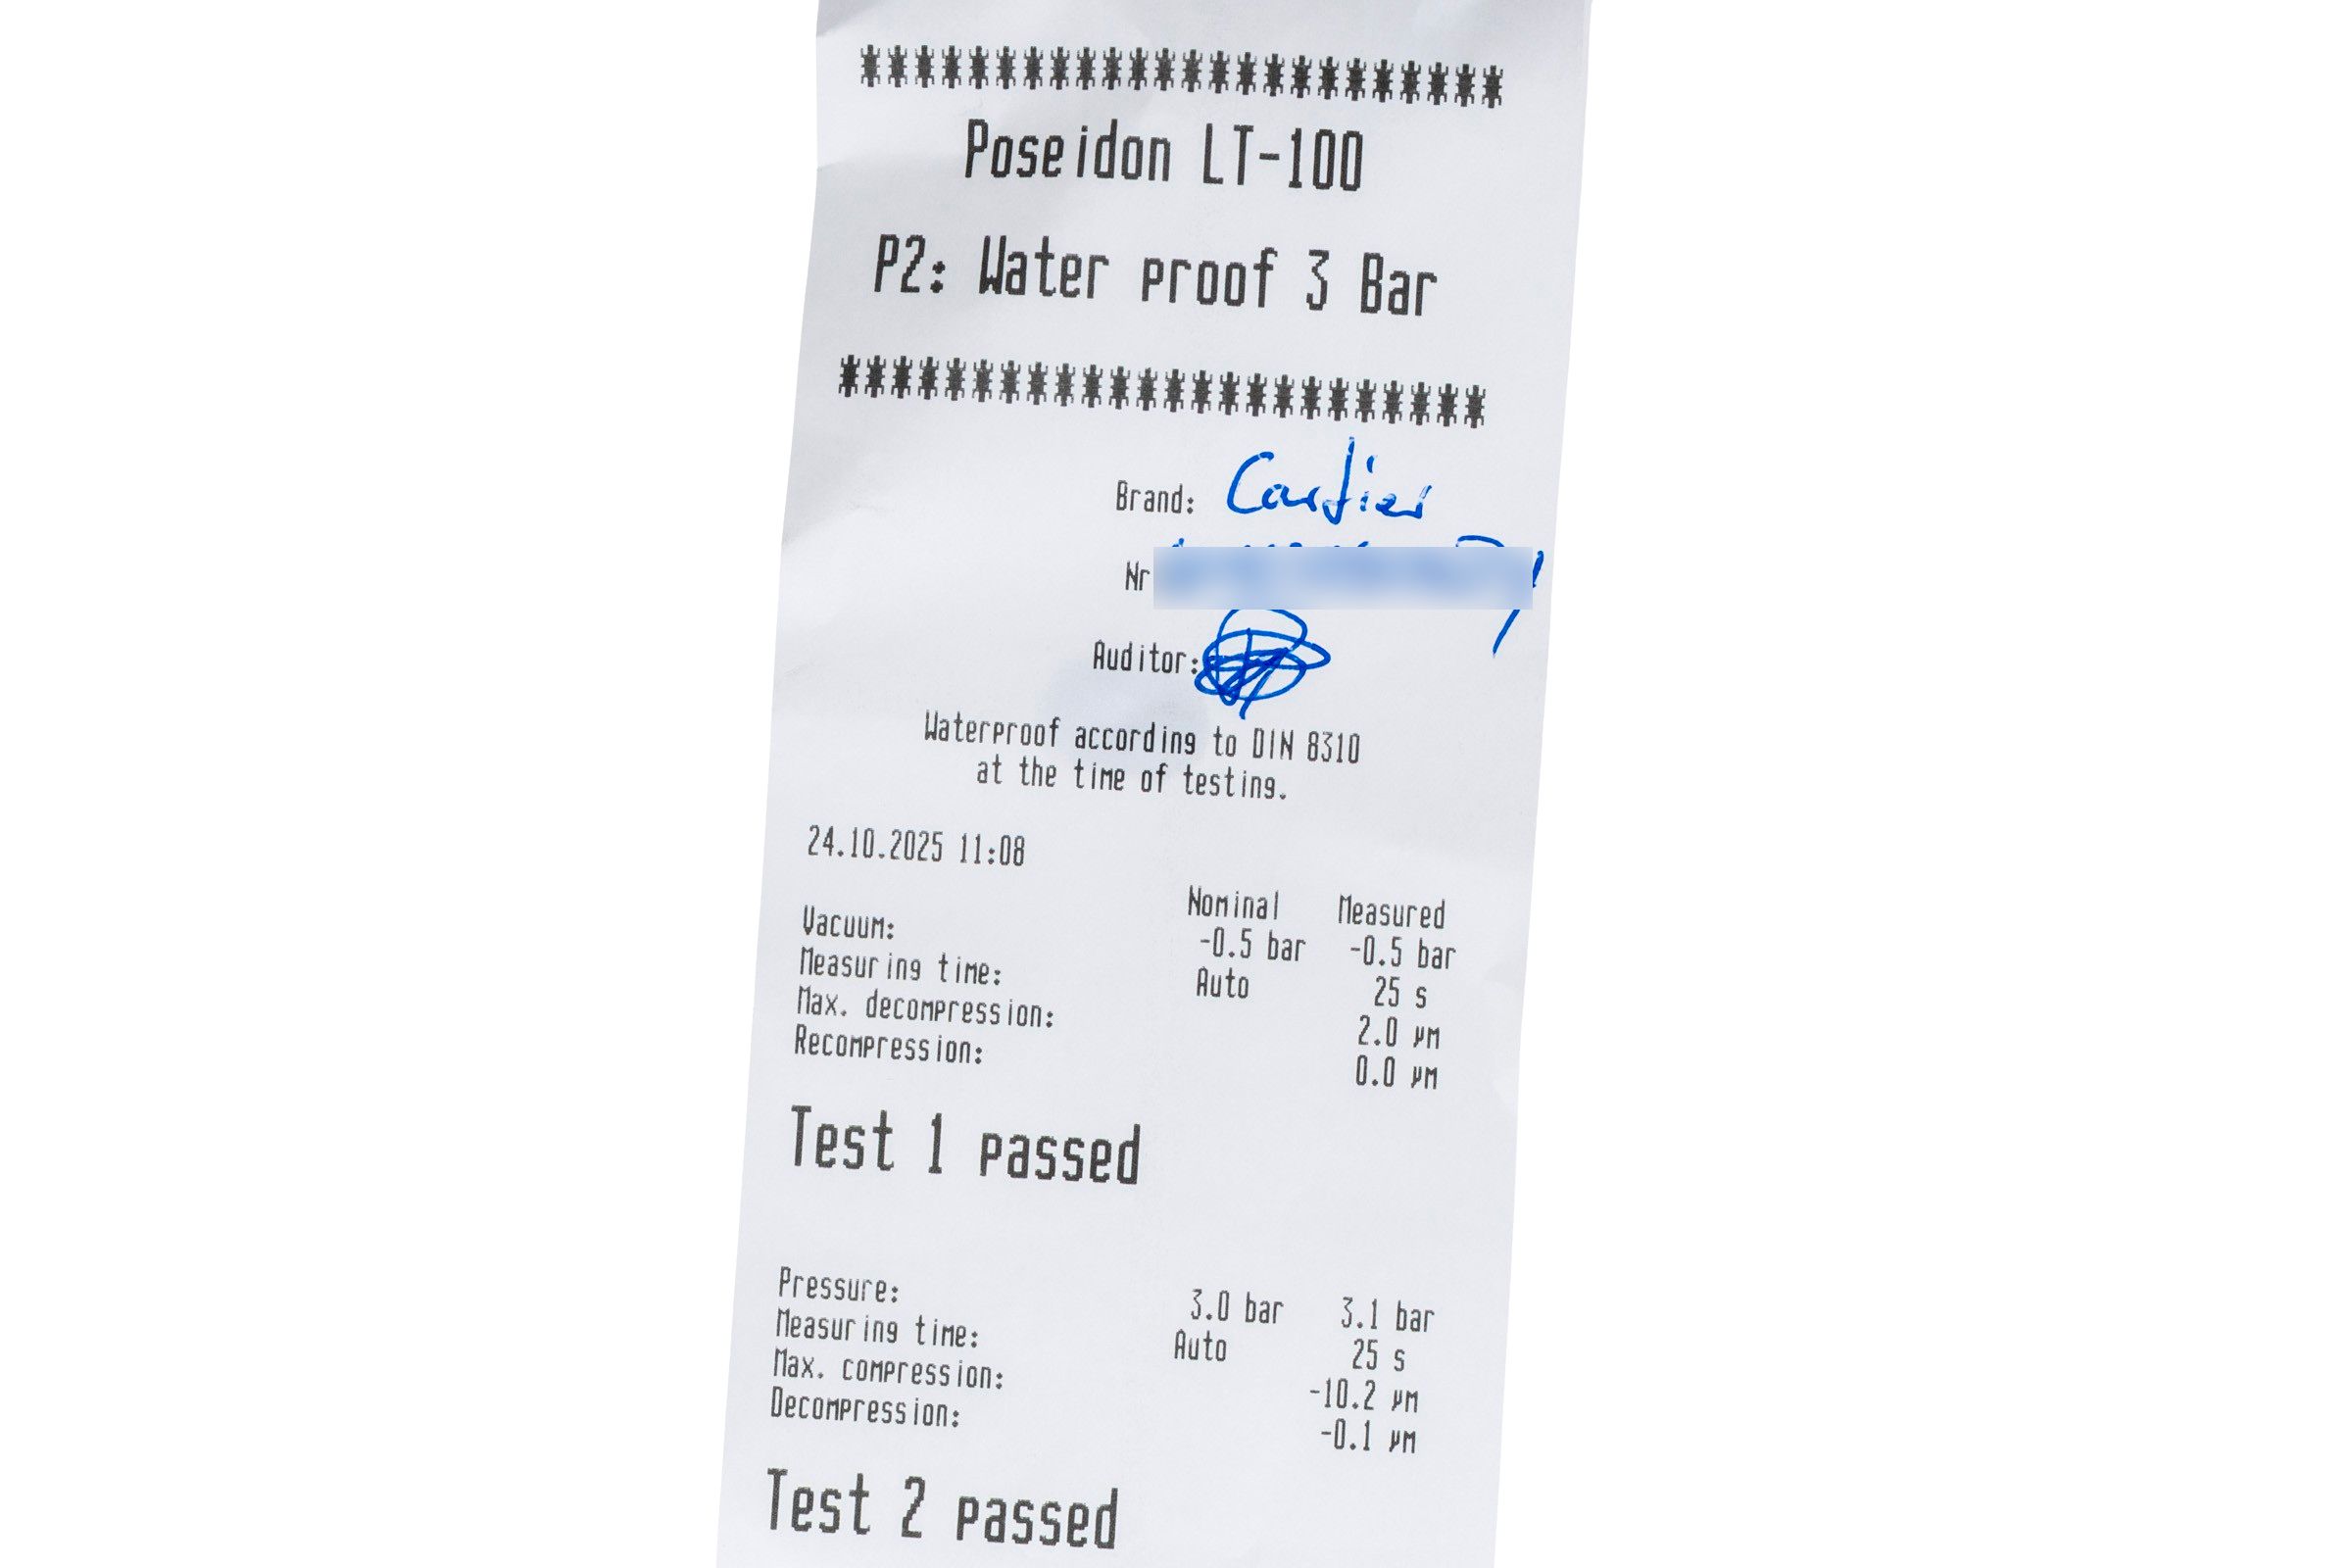 ************************
Poseidon LT-100
P2: Water proof 3 Bar
************************
Brand: Cartier
Nr
Auditor:
Waterproof according to DIN 8310
at the time of testing.
24.10.2025 11:08
Nominal Measured
Vacuum: -0.5 bar -0.5 bar
Measuring time: Auto 25 s
Max. decompression: 2.0 µm
Recompression: 0.0 µm
Test 1 passed
Pressure: 3.0 bar 3.1 bar
Measuring time: Auto 25 s
Max. compression: -10.2 µm
Decompression: -0.1 µm
Test 2 passed